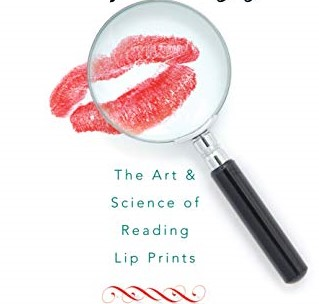 The Art &
Science of
Reading
Lip Prints